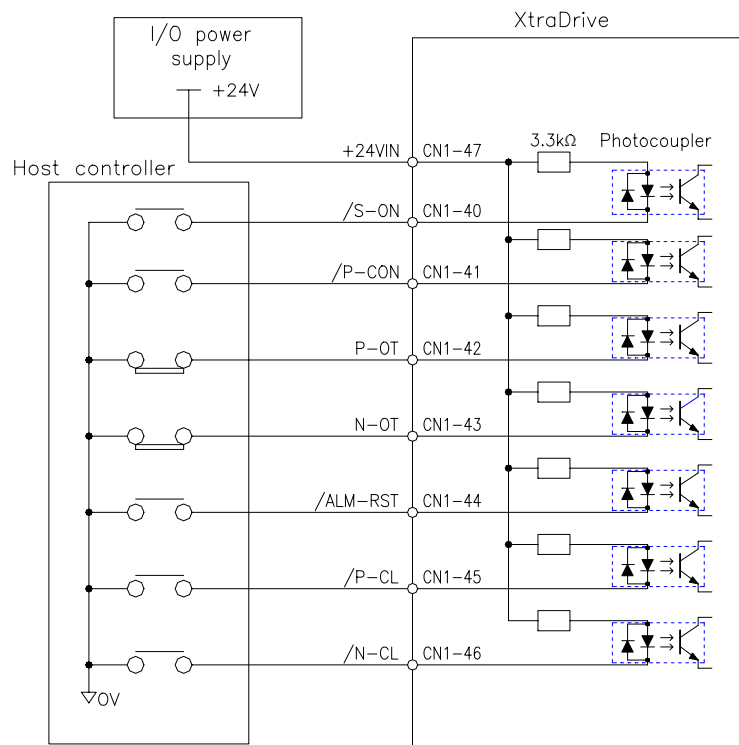 XtraDrive
I/O power
supply
+24V
3.3kΩ
Photocoupler
+24VIN
CN1-47
Host controller
/S-ON
CN1-40
/P-CON
CN1-41
P-OT
CN1-42
N-OT
CN1-43
/ALM-RST
CN1-44
/P-CL
CN1-45
/N-CL
CN1-46
0V